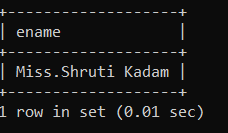 +-------------------+
| ename             |
+-------------------+
| Miss.Shruti Kadam |
+-------------------+
1 row in set (0.01 sec)